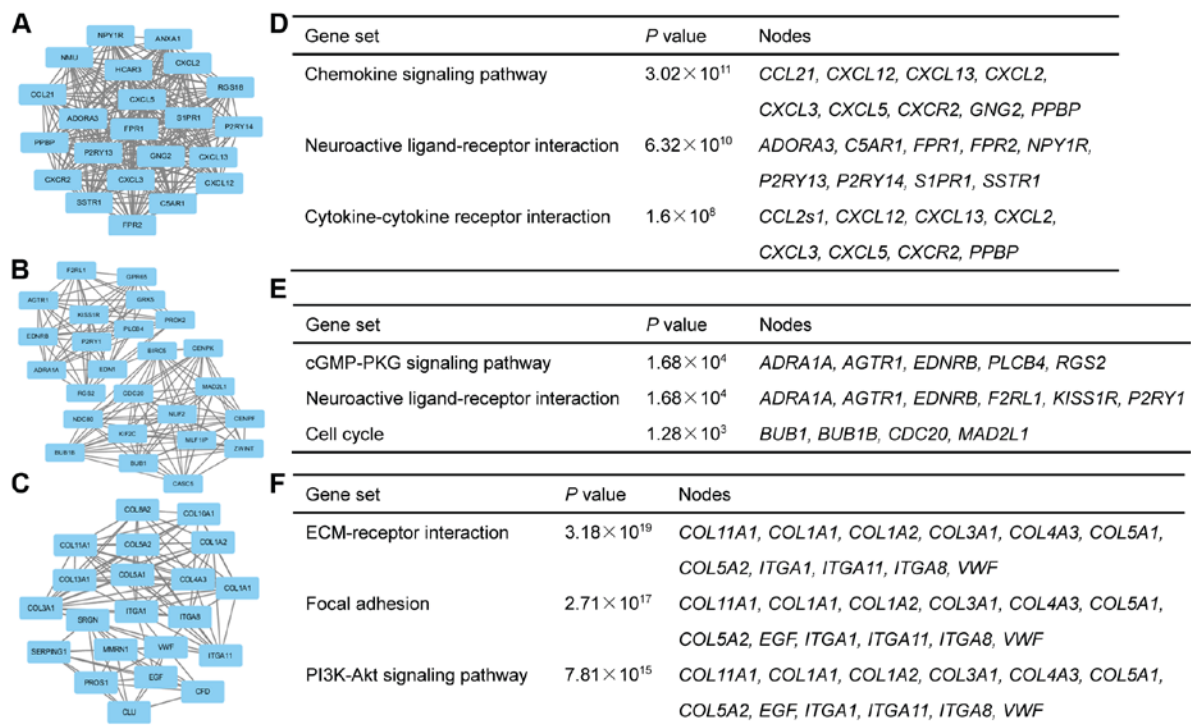 A
NPY1R
ANXA1
NMU
CXCL2
HCAR3
RGS18
CCL21
CXCL5
ADORA3
S1PR1
FPR1
P2RY14
PPBP
P2RY13
GNG2
CXCL13
CXCR2
CXCL3
CXCL12
SSTR1
C5AR1
FPR2
B
F2RL1
GPR65
AGTR1
GRK5
KISS1R
PROK2
EDNRB
PLCB4
P2RY1
BIRC5
CENPK
ADRA1A
EDN1
MAD2L1
RGS2
CDC20
NDC80
NUF2
CENPF
KIF2C
MLF1IP
BUB1B
ZWINT
BUB1
CASC5
C
COL8A2
COL10A1
COL11A1
COL5A2
COL1A2
COL13A1
COL5A1
COL4A3
COL1A1
COL3A1
ITGA1
ITGA8
SRGN
SERPING1
MMRN1
VWF
ITGA11
PROS1
EGF
CFD
CLU
D
Gene set P value Nodes
Chemokine signaling pathway 3.02×10¹¹ CCL21, CXCL12, CXCL13, CXCL2,
CXCL3, CXCL5, CXCR2, GNG2, PPBP
Neuroactive ligand-receptor interaction 6.32×10¹⁰ ADORA3, C5AR1, FPR1, FPR2, NPY1R,
P2RY13, P2RY14, S1PR1, SSTR1
Cytokine-cytokine receptor interaction 1.6×10⁸ CCL2s1, CXCL12, CXCL13, CXCL2,
CXCL3, CXCL5, CXCR2, PPBP
E
Gene set P value Nodes
cGMP-PKG signaling pathway 1.68×10⁴ ADRA1A, AGTR1, EDNRB, PLCB4, RGS2
Neuroactive ligand-receptor interaction 1.68×10⁴ ADRA1A, AGTR1, EDNRB, F2RL1, KISS1R, P2RY1
Cell cycle 1.28×10³ BUB1, BUB1B, CDC20, MAD2L1
F
Gene set P value Nodes
ECM-receptor interaction 3.18×10¹⁹ COL11A1, COL1A1, COL1A2, COL3A1, COL4A3, COL5A1,
COL5A2, ITGA1, ITGA11, ITGA8, VWF
Focal adhesion 2.71×10¹⁷ COL11A1, COL1A1, COL1A2, COL3A1, COL4A3, COL5A1,
COL5A2, EGF, ITGA1, ITGA11, ITGA8, VWF
PI3K-Akt signaling pathway 7.81×10¹⁵ COL11A1, COL1A1, COL1A2, COL3A1, COL4A3, COL5A1,
COL5A2, EGF, ITGA1, ITGA11, ITGA8, VWF